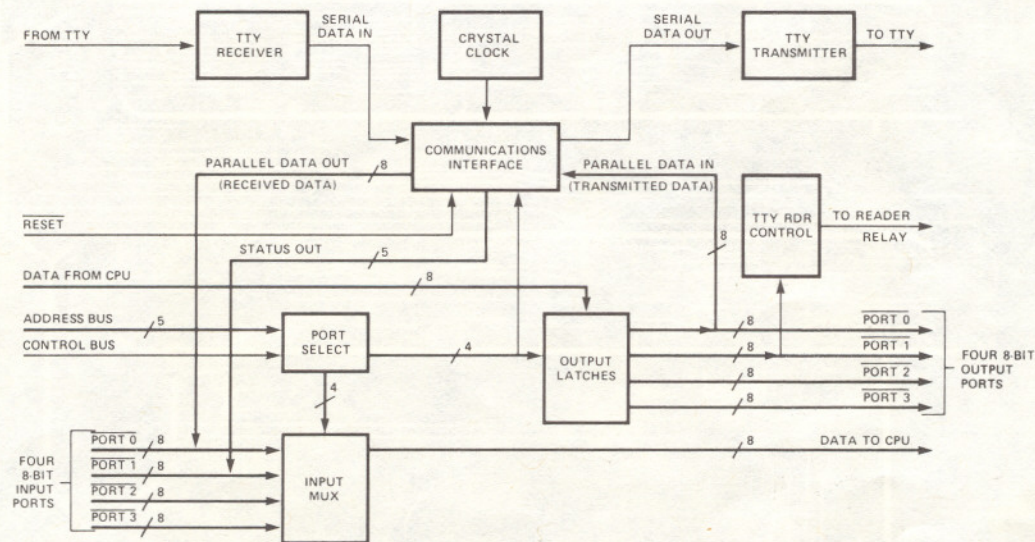 FROM TTY
TTY
RECEIVER
SERIAL
DATA IN
CRYSTAL
CLOCK
SERIAL
DATA OUT
TTY
TRANSMITTER
TO TTY
COMMUNICATIONS
INTERFACE
PARALLEL DATA OUT
8
(RECEIVED DATA)
PARALLEL DATA IN
(TRANSMITTED DATA)
TTY RDR
CONTROL
TO READER
RELAY
RESET
STATUS OUT
5
8
DATA FROM CPU
8
ADDRESS BUS
5
CONTROL BUS
PORT
SELECT
4
OUTPUT
LATCHES
8
PORT 0
8
PORT 1
8
PORT 2
8
PORT 3
FOUR 8-BIT
OUTPUT
PORTS
4
FOUR
8-BIT
INPUT
PORTS
PORT 0
8
PORT 1
8
PORT 2
8
PORT 3
8
INPUT
MUX
8
DATA TO CPU